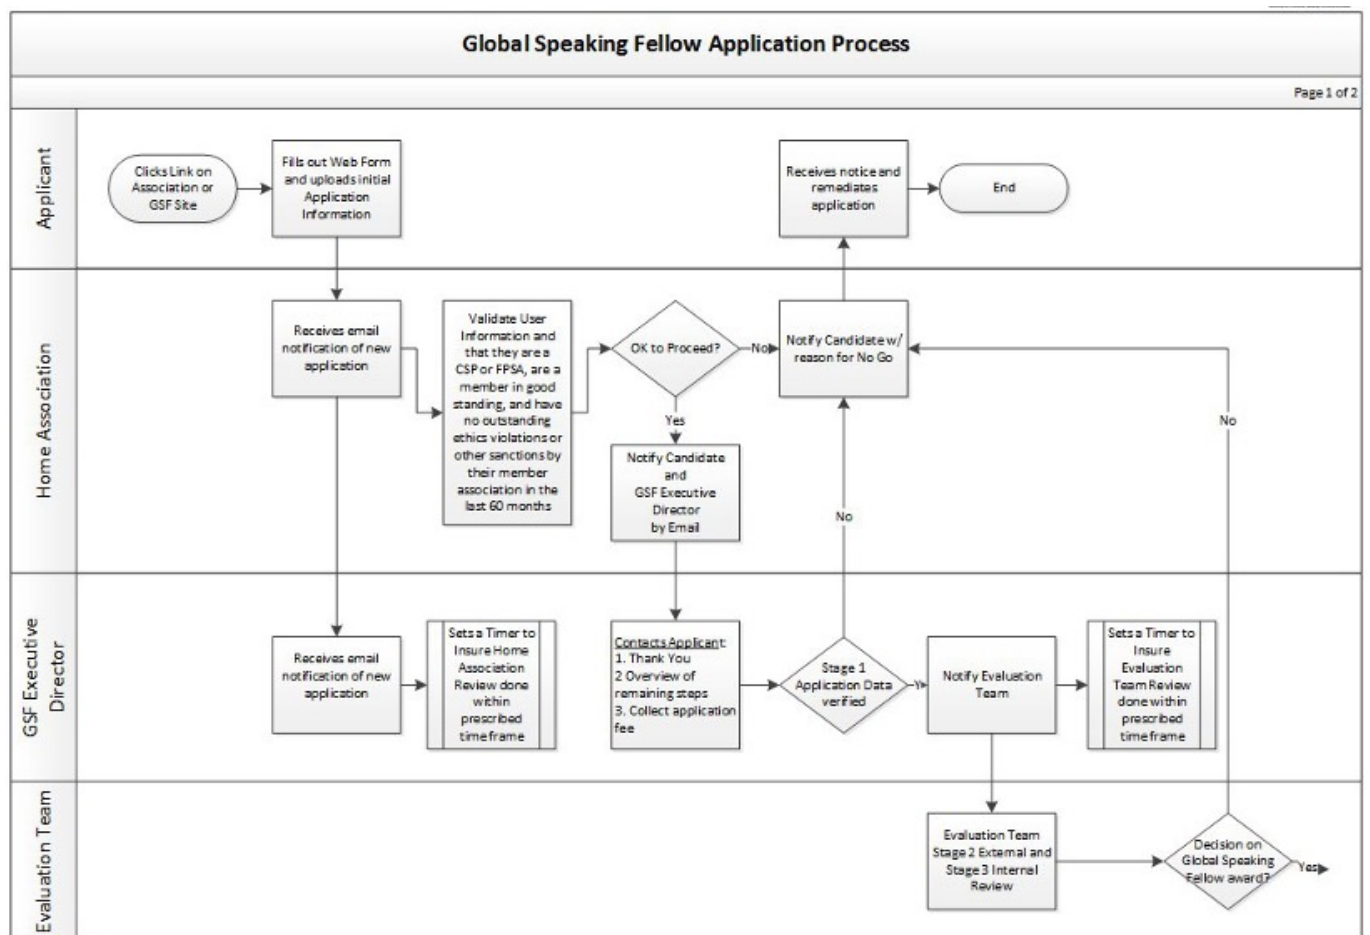 Global Speaking Fellow Application Process
Page 1 of 2
Applicant
Clicks Link on
Association or
GSF Site
Fills out Web Form
and uploads initial
Application
Information
Receives notice and
remediates
application
End
Home Association
Receives email
notification of new
application
Validate User
Information and
that they are a
CSP or FPSA, are a
member in good
standing, and have
no outstanding
ethics violations or
other sanctions by
their member
association in the
last 60 months
OK to Proceed?
No
Notify Candidate w/
reason for No Go
Yes
Notify Candidate
and
GSF Executive
Director
by Email
No
No
GSF Executive
Director
Receives email
notification of new
application
Sets a Timer to
Insure Home
Association
Review done
within
prescribed
timeframe
Contacts Applicant:
1. Thank You
2 Overview of
remaining steps
3. Collect application
fee
Stage 1
Application Data
verified
Y
Notify Evaluation
Team
Sets a Timer to
Insure
Evaluation
Team Review
done within
prescribed
timeframe
Evaluation Team
Evaluation Team
Stage 2 External and
Stage 3 Internal
Review
Decision on
Global Speaking
Fellow award?
Yes